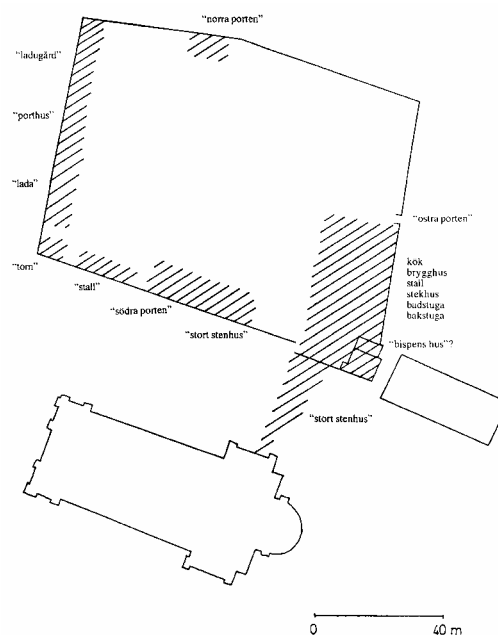 “norra porten”
“ladugård”
“porthus”
“lada”
“torn”
“stall”
“södra porten”
“stort stenhus”
“östra porten”
kök
brygghus
stall
stekhus
badstuga
bakstuga
“bispens hus”?
“stort stenhus”
0 40 m